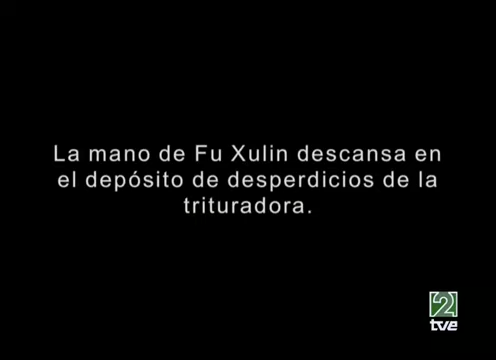 La mano de Fu Xulin descansa en
el depósito de desperdicios de la
trituradora.
2
tve